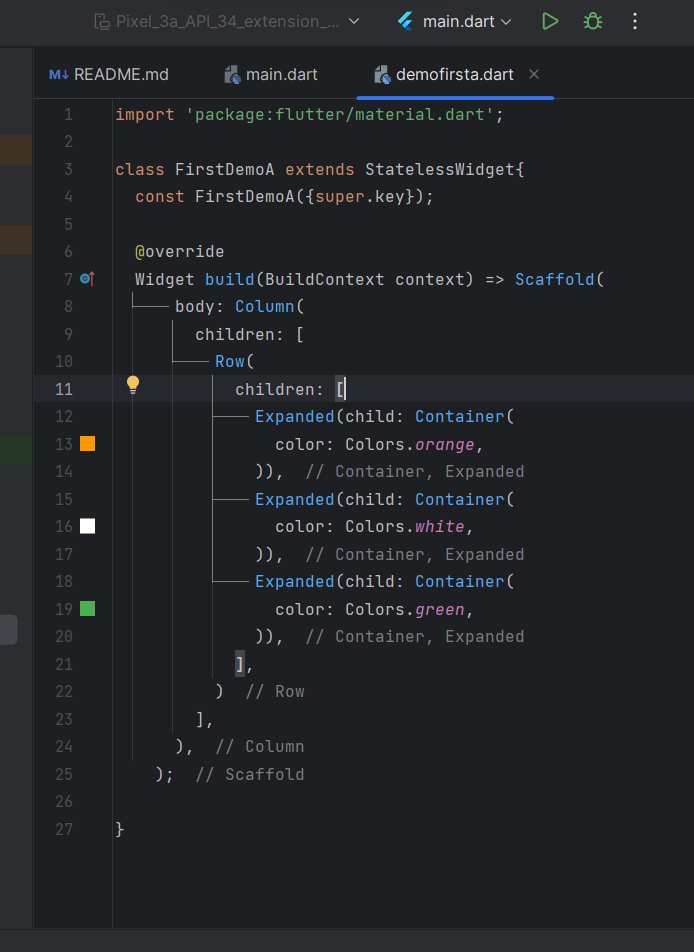 Pixel_3a_API_34_extension_... main.dart
README.md main.dart demofirsta.dart
1 import 'package:flutter/material.dart';
2
3 class FirstDemoA extends StatelessWidget{
4 const FirstDemoA({super.key});
5
6 @override
7 Widget build(BuildContext context) => Scaffold(
8 body: Column(
9 children: [
10 Row(
11 children: [
12 Expanded(child: Container(
13 color: Colors.orange,
14 )), // Container, Expanded
15 Expanded(child: Container(
16 color: Colors.white,
17 )), // Container, Expanded
18 Expanded(child: Container(
19 color: Colors.green,
20 )), // Container, Expanded
21 ],
22 ) // Row
23 ],
24 ), // Column
25 ); // Scaffold
26
27 }